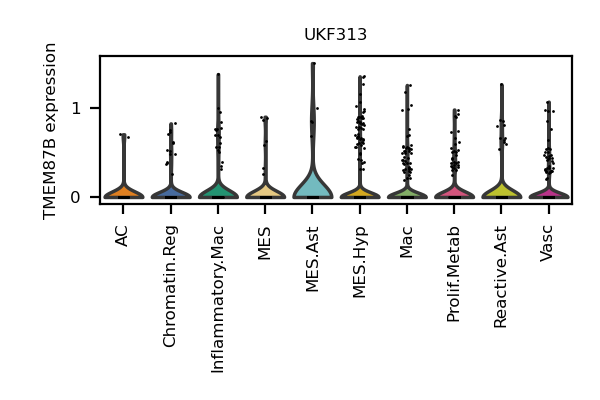 UKF313
TMEM87B expression
1
0
AC
Chromatin.Reg
Inflammatory.Mac
MES
MES.Ast
MES.Hyp
Mac
Prolif.Metab
Reactive.Ast
Vasc